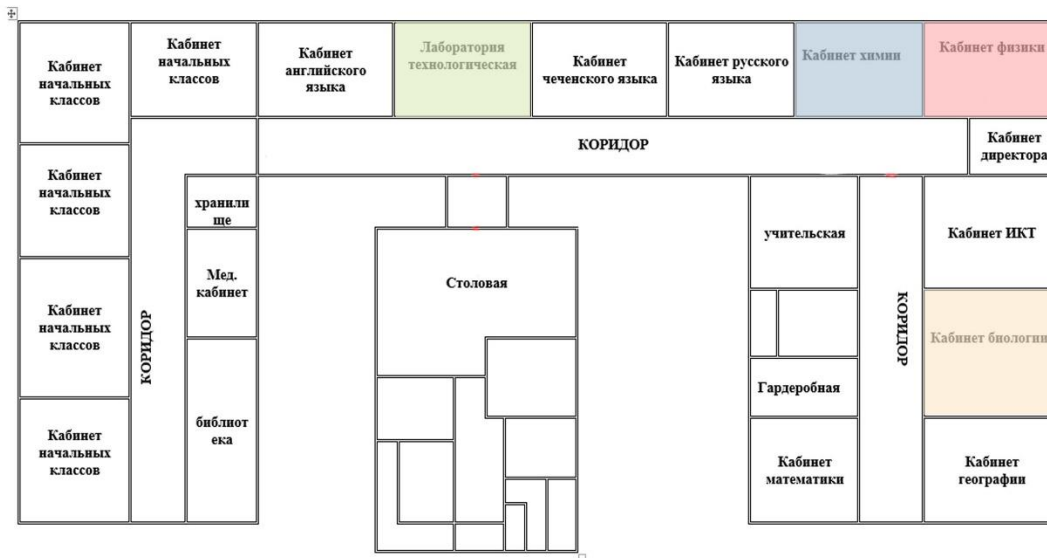 Кабинет
начальных
классов
Кабинет
начальных
классов
Кабинет
английского
языка
Лаборатория
технологическая
Кабинет
чеченского языка
Кабинет русского
языка
Кабинет химии
Кабинет физики
КОРИДОР
Кабинет
директора
Кабинет
начальных
классов
хранили
ще
учительская
Кабинет ИКТ
Мед.
кабинет
Столовая
Кабинет
начальных
классов
КОРИДОР
КОРИДОР
Кабинет биологии
Гардеробная
Кабинет
начальных
классов
библиот
ека
Кабинет
математики
Кабинет
географии